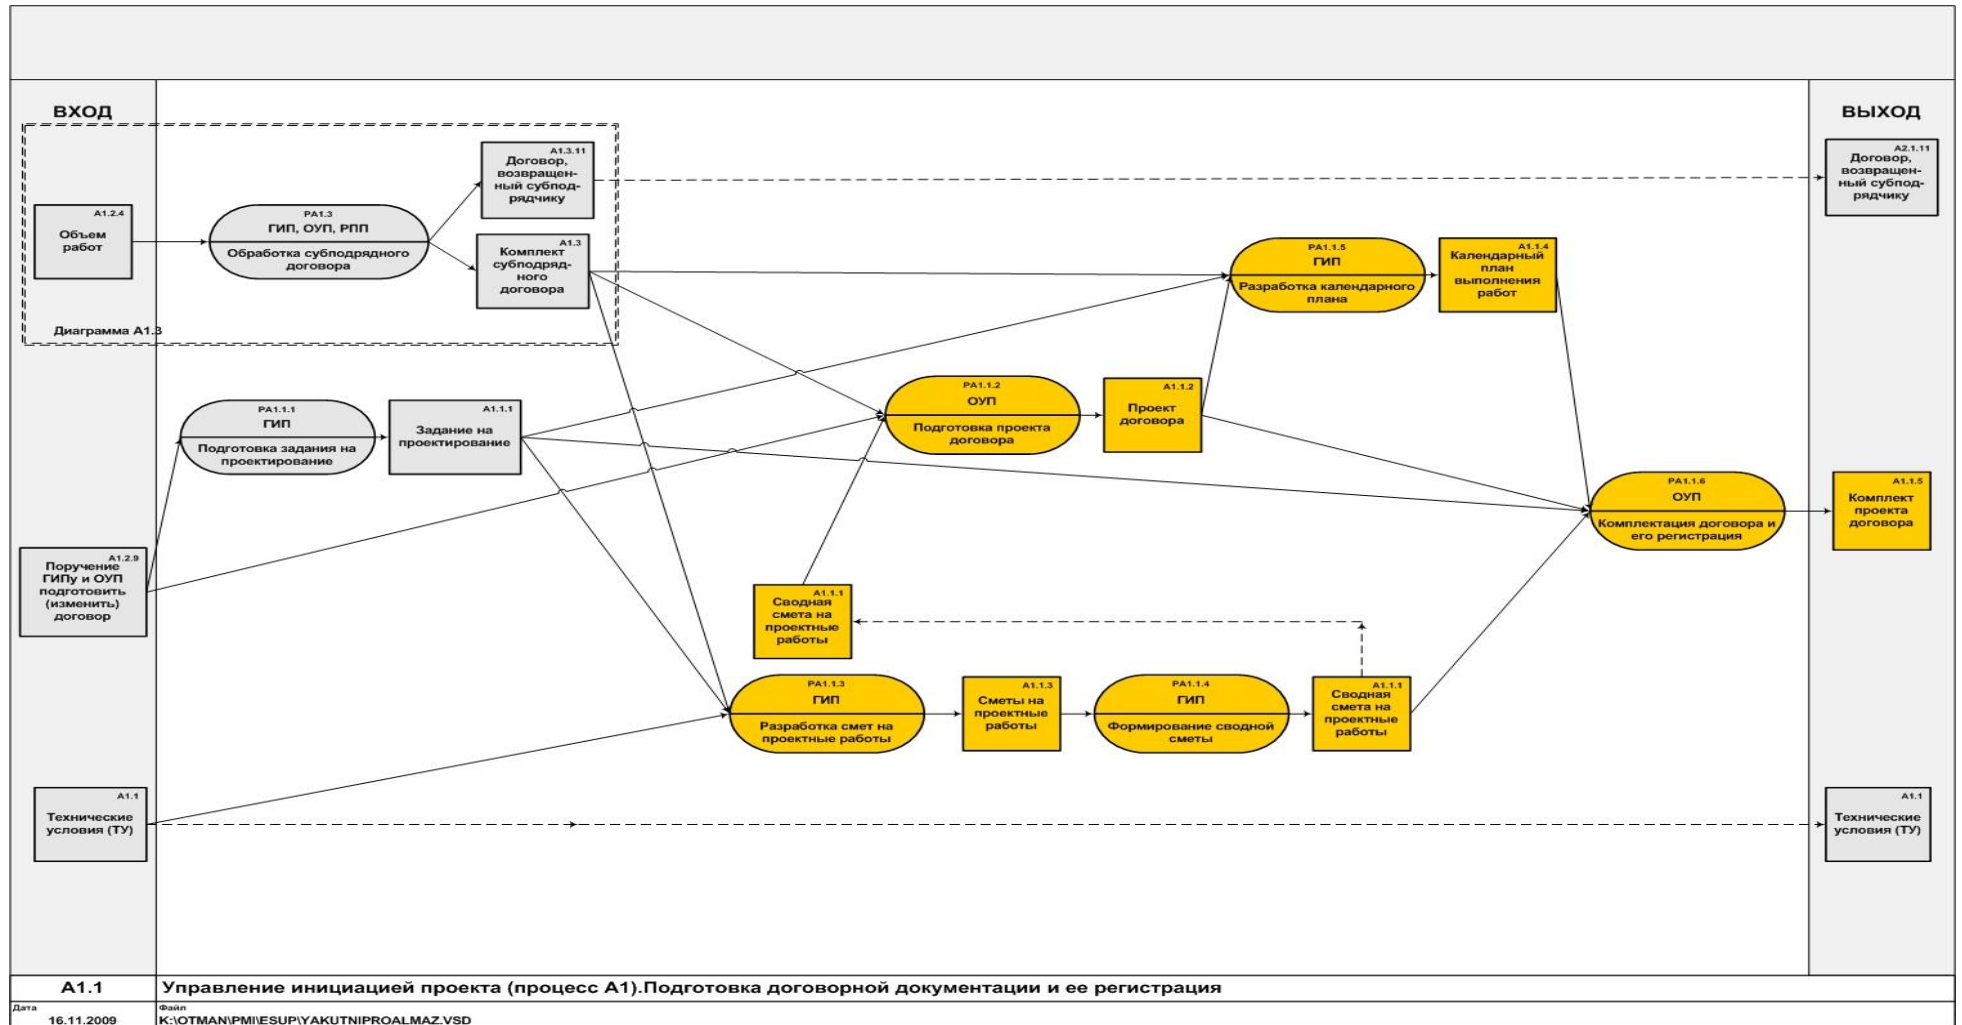 ВХОД
ВЫХОД
А1.3.11
Договор,
возвращен-
ный субпод-
рядчику
А2.1.11
Договор,
возвращен-
ный субпод-
рядчику
А1.2.4
Объем
работ
РА1.3
ГИП, ОУП, РПП
Обработка субподрядного
договора
А1.3
Комплект
субподряд-
ного
договора
Диаграмма А1.3
РА1.1.5
ГИП
Разработка календарного
плана
А1.1.4
Календарный
план
выполнения
работ
РА1.1.1
ГИП
Подготовка задания на
проектирование
А1.1.1
Задание на
проектирование
РА1.1.2
ОУП
Подготовка проекта
договора
А1.1.2
Проект
договора
РА1.1.6
ОУП
Комплектация договора и
его регистрация
А1.1.5
Комплект
проекта
договора
А1.2.9
Поручение
ГИПу и ОУП
подготовить
(изменить)
договор
А1.1.1
Сводная
смета на
проектные
работы
РА1.1.3
ГИП
Разработка смет на
проектные работы
А1.1.3
Сметы на
проектные
работы
РА1.1.4
ГИП
Формирование сводной
сметы
А1.1.1
Сводная
смета на
проектные
работы
А1.1
Технические
условия (ТУ)
А1.1
Технические
условия (ТУ)
А1.1
Управление инициацией проекта (процесс А1).Подготовка договорной документации и ее регистрация
Дата
16.11.2009
Файл
K:\OTMAN\PMI\ESUP\YAKUTNIPROALMAZ.VSD